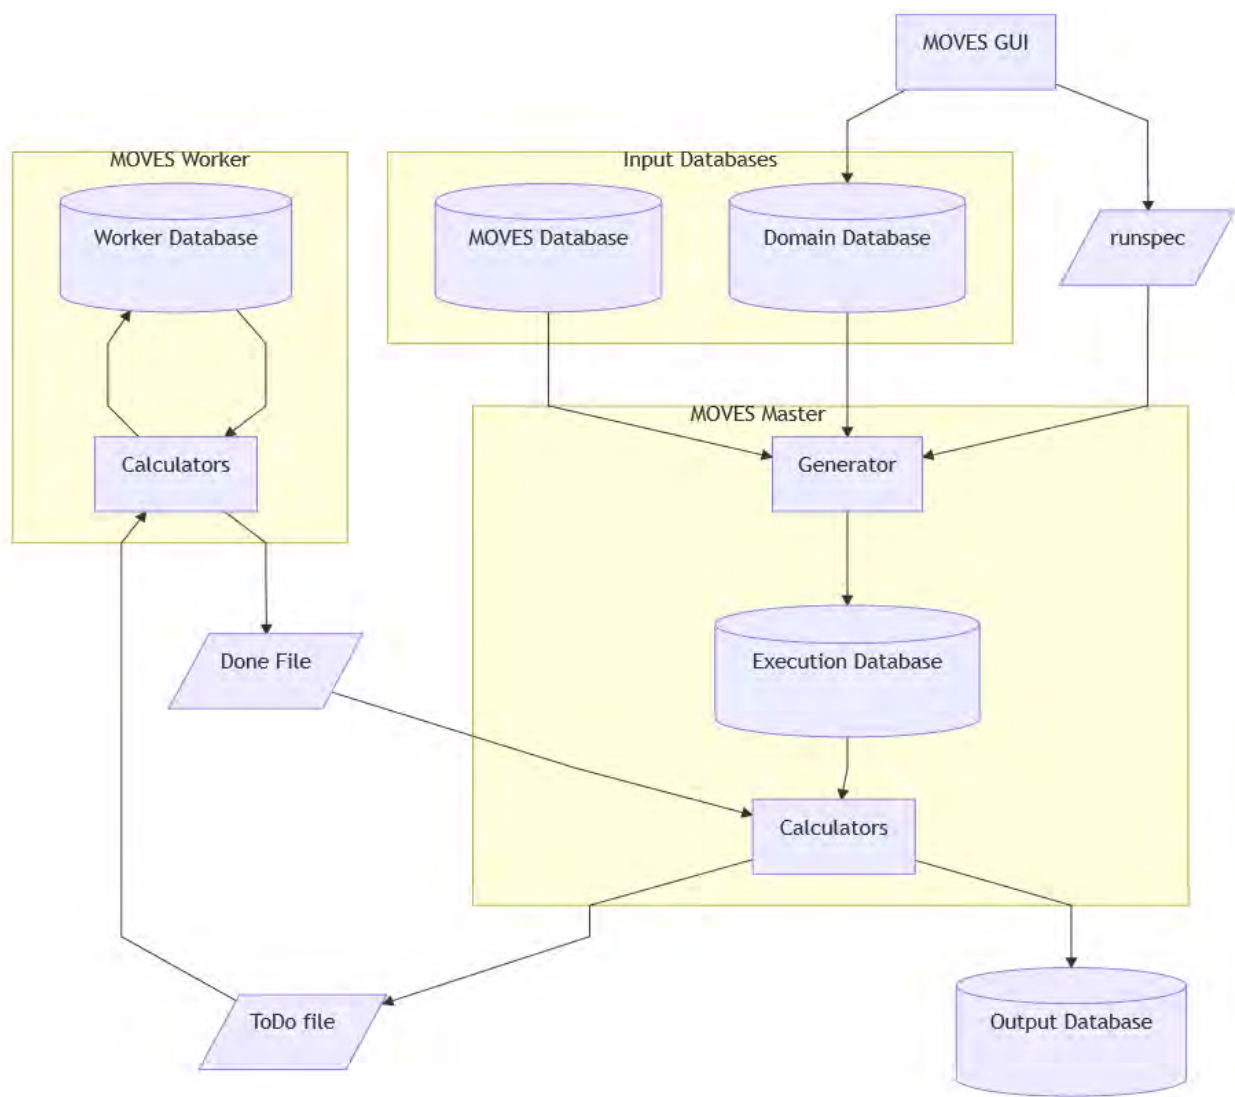 MOVES GUI
MOVES Worker
Input Databases
Worker Database
MOVES Database
Domain Database
runspec
MOVES Master
Calculators
Generator
Done File
Execution Database
Calculators
ToDo file
Output Database